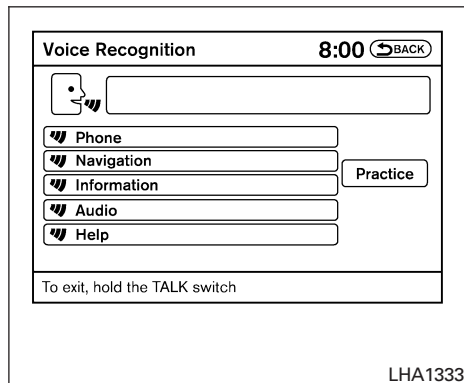 Voice Recognition 8:00 BACK
Phone
Navigation
Practice
Information
Audio
Help
To exit, hold the TALK switch
LHA1333